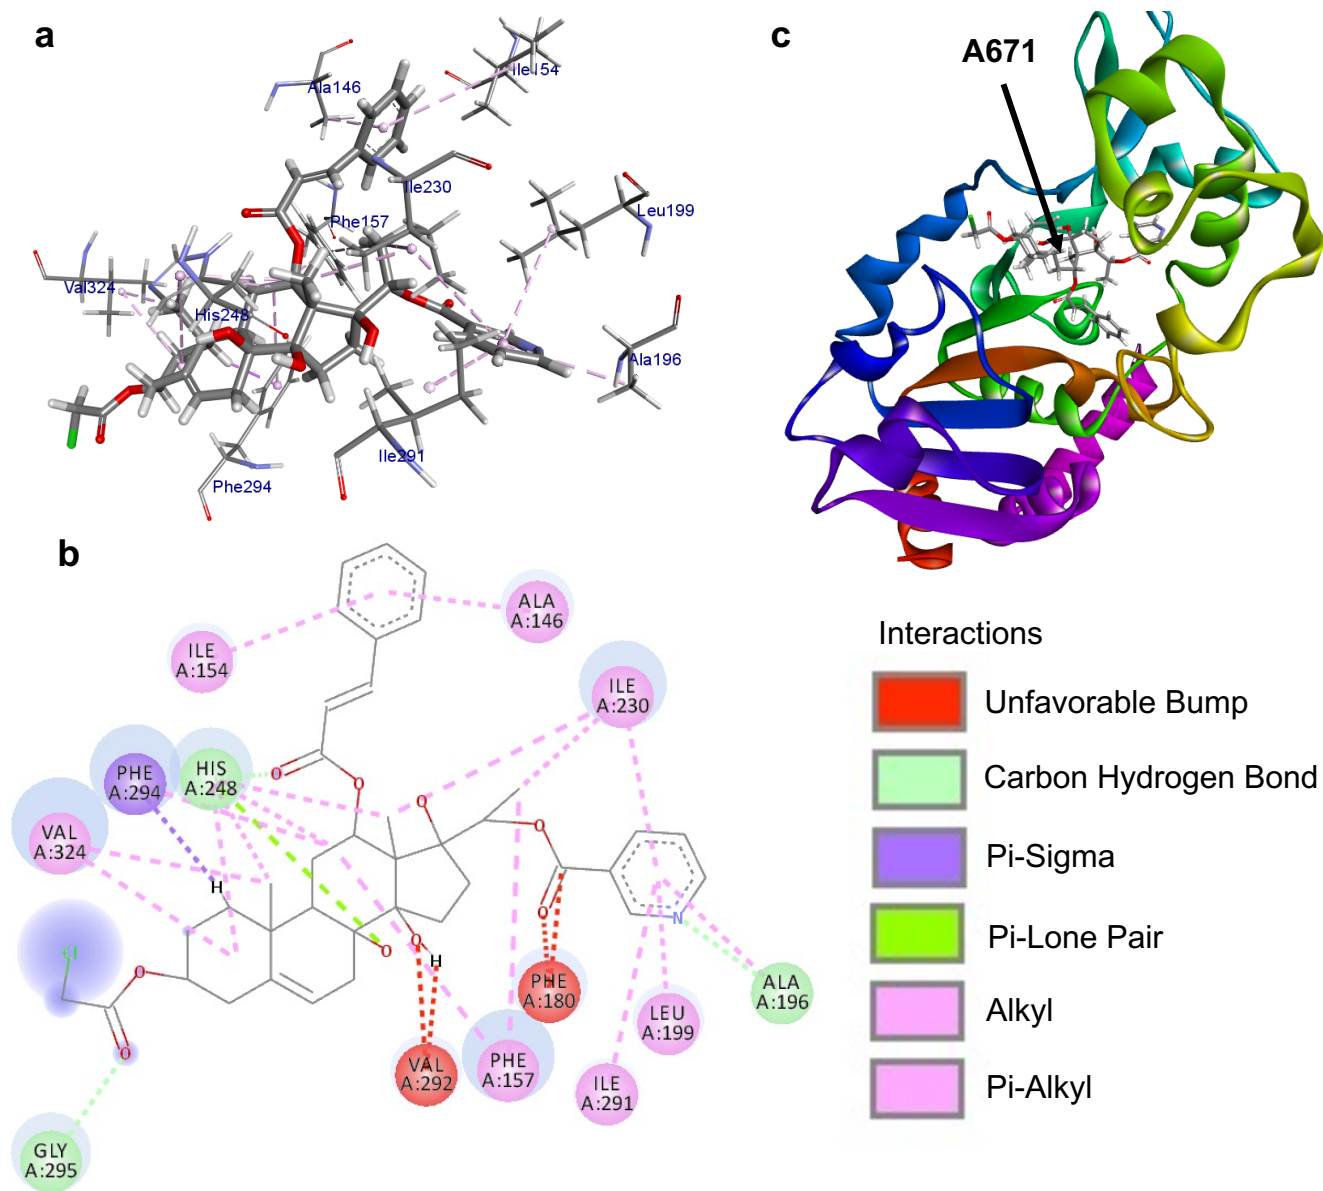 a
Ala146
Ile154
Ile230
Phe157
Leu199
Val324
His248
Ala196
Ile291
Phe294
c
A671
b
ALA
A:146
ILE
A:154
ILE
A:230
PHE
A:294
HIS
A:248
O
O
O
O
VAL
A:324
H
Cl
O
O
O
O
H
N
PHE
A:180
ALA
A:196
LEU
A:199
O
VAL
A:292
PHE
A:157
ILE
A:291
GLY
A:295
Interactions
Unfavorable Bump
Carbon Hydrogen Bond
Pi-Sigma
Pi-Lone Pair
Alkyl
Pi-Alkyl